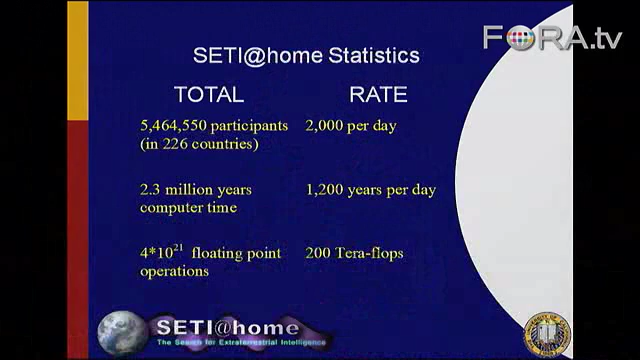 FORA.tv
SETI@home Statistics
TOTAL RATE
5,464,550 participants 2,000 per day
(in 226 countries)
2.3 million years 1,200 years per day
computer time
4*10^21 floating point 200 Tera-flops
operations
SETI@home
The Search for Extraterrestrial Intelligence